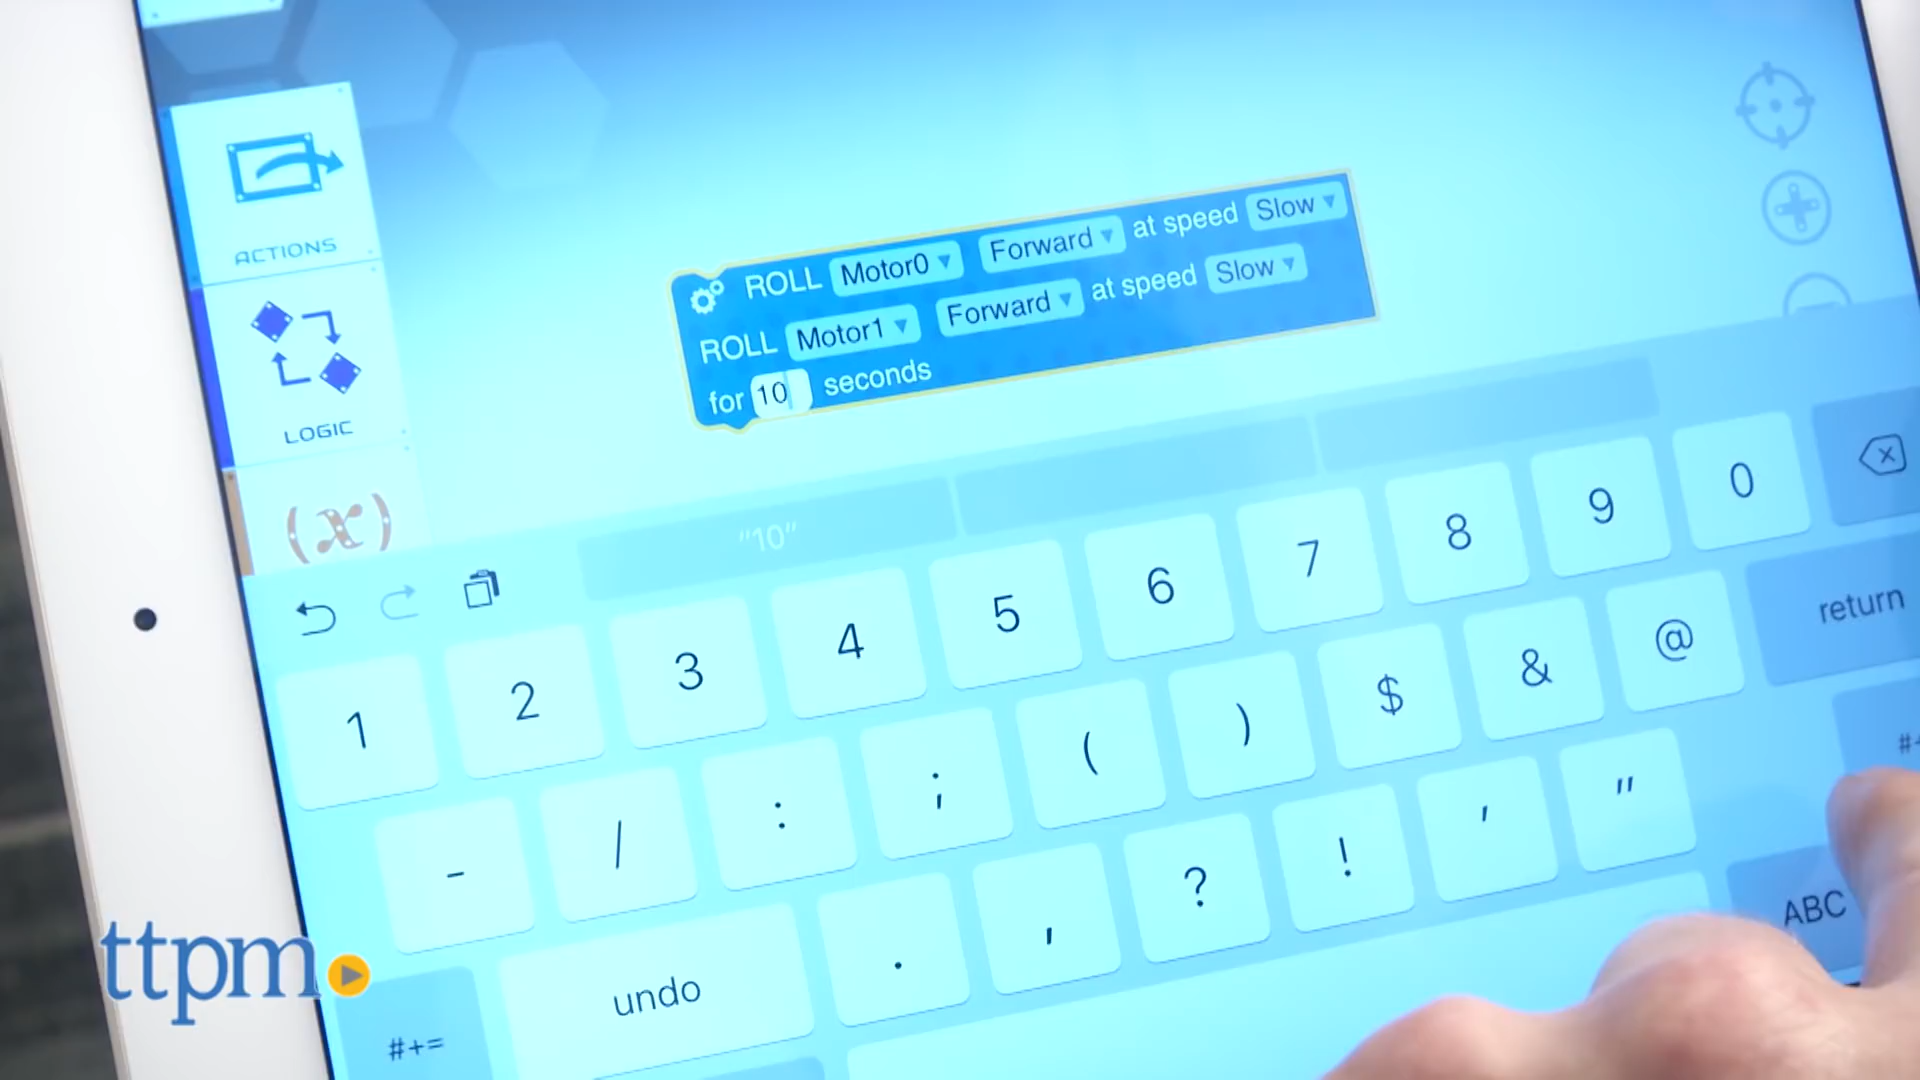 ACTIONS
LOGIC
(x)
ROLL Motor0 Forward at speed Slow
ROLL Motor1 Forward at speed Slow
for 10 seconds
"10"
1 2 3 4 5 6 7 8 9 0
- / : ; ( ) $ & @ return
#+= undo . , ? ! ' " ABC
ttpm